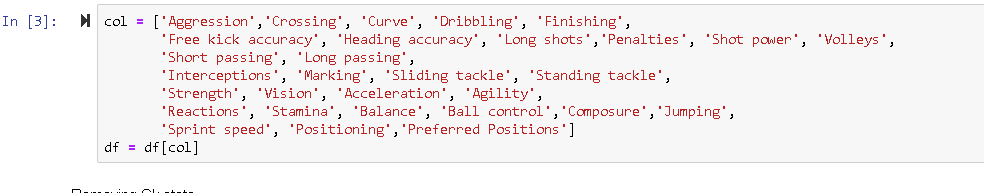 In [3]:
col = ['Aggression','Crossing', 'Curve', 'Dribbling', 'Finishing',
'Free kick accuracy', 'Heading accuracy', 'Long shots','Penalties', 'Shot power', 'Volleys',
'Short passing', 'Long passing',
'Interceptions', 'Marking', 'Sliding tackle', 'Standing tackle',
'Strength', 'Vision', 'Acceleration', 'Agility',
'Reactions', 'Stamina', 'Balance', 'Ball control','Composure','Jumping',
'Sprint speed', 'Positioning','Preferred Positions']
df = df[col]